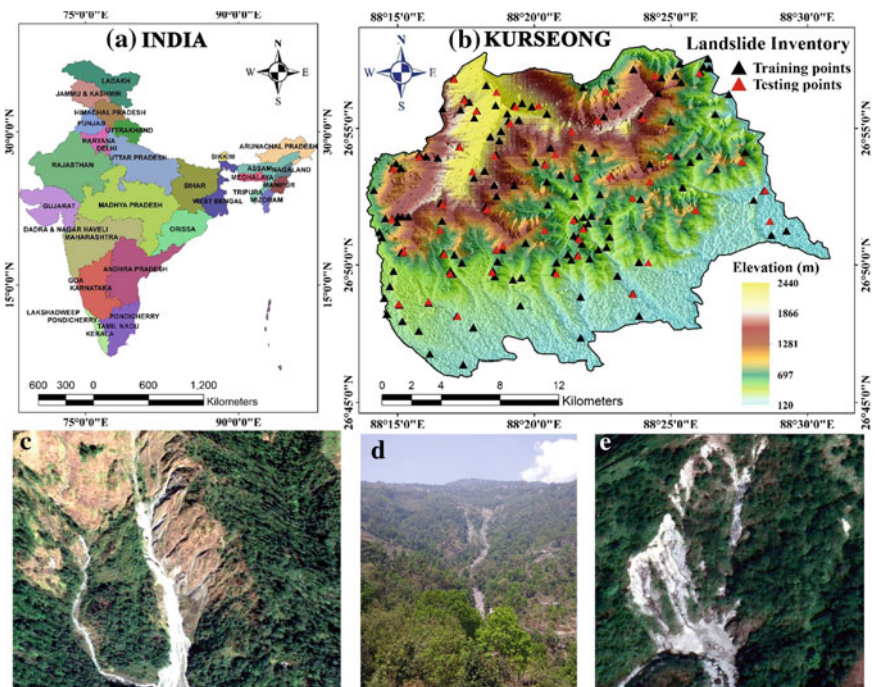 (a) INDIA
75°0'0"E
90°0'0"E
30°0'0"N
15°0'0"N
30°0'0"N
15°0'0"N
N
W
E
S
LADAKH
JAMMU & KASHMIR
HIMACHAL PRADESH
PUNJAB
UTTRAKHAND
HARYANA
DELHI
ARUNACHAL PRADESH
SIKKIM
RAJASTHAN
UTTAR PRADESH
ASSAM
NAGALAND
MEGHALAYA
BIHAR
MANIPUR
TRIPURA
MIZORAM
GUJARAT
MADHYA PRADESH
WEST BENGAL
DADRA & NAGAR HAVELI
ORISSA
MAHARASHTRA
ANDHRA PRADESH
GOA
KARNATAKA
LAKSHADWEEP
PONDICHERRY
PONDICHERRY
TAMIL NADU
KERALA
600 300 0 600 1,200
Kilometers
75°0'0"E
90°0'0"E
88°15'0"E
88°20'0"E
88°25'0"E
88°30'0"E
(b) KURSEONG
N
W
E
S
Landslide Inventory
Training points
Testing points
26°55'0"N
26°50'0"N
26°45'0"N
26°55'0"N
26°50'0"N
26°45'0"N
Elevation (m)
2440
1866
1281
697
120
0 2 4 8 12
Kilometers
88°15'0"E
88°20'0"E
88°25'0"E
88°30'0"E
c
d
e